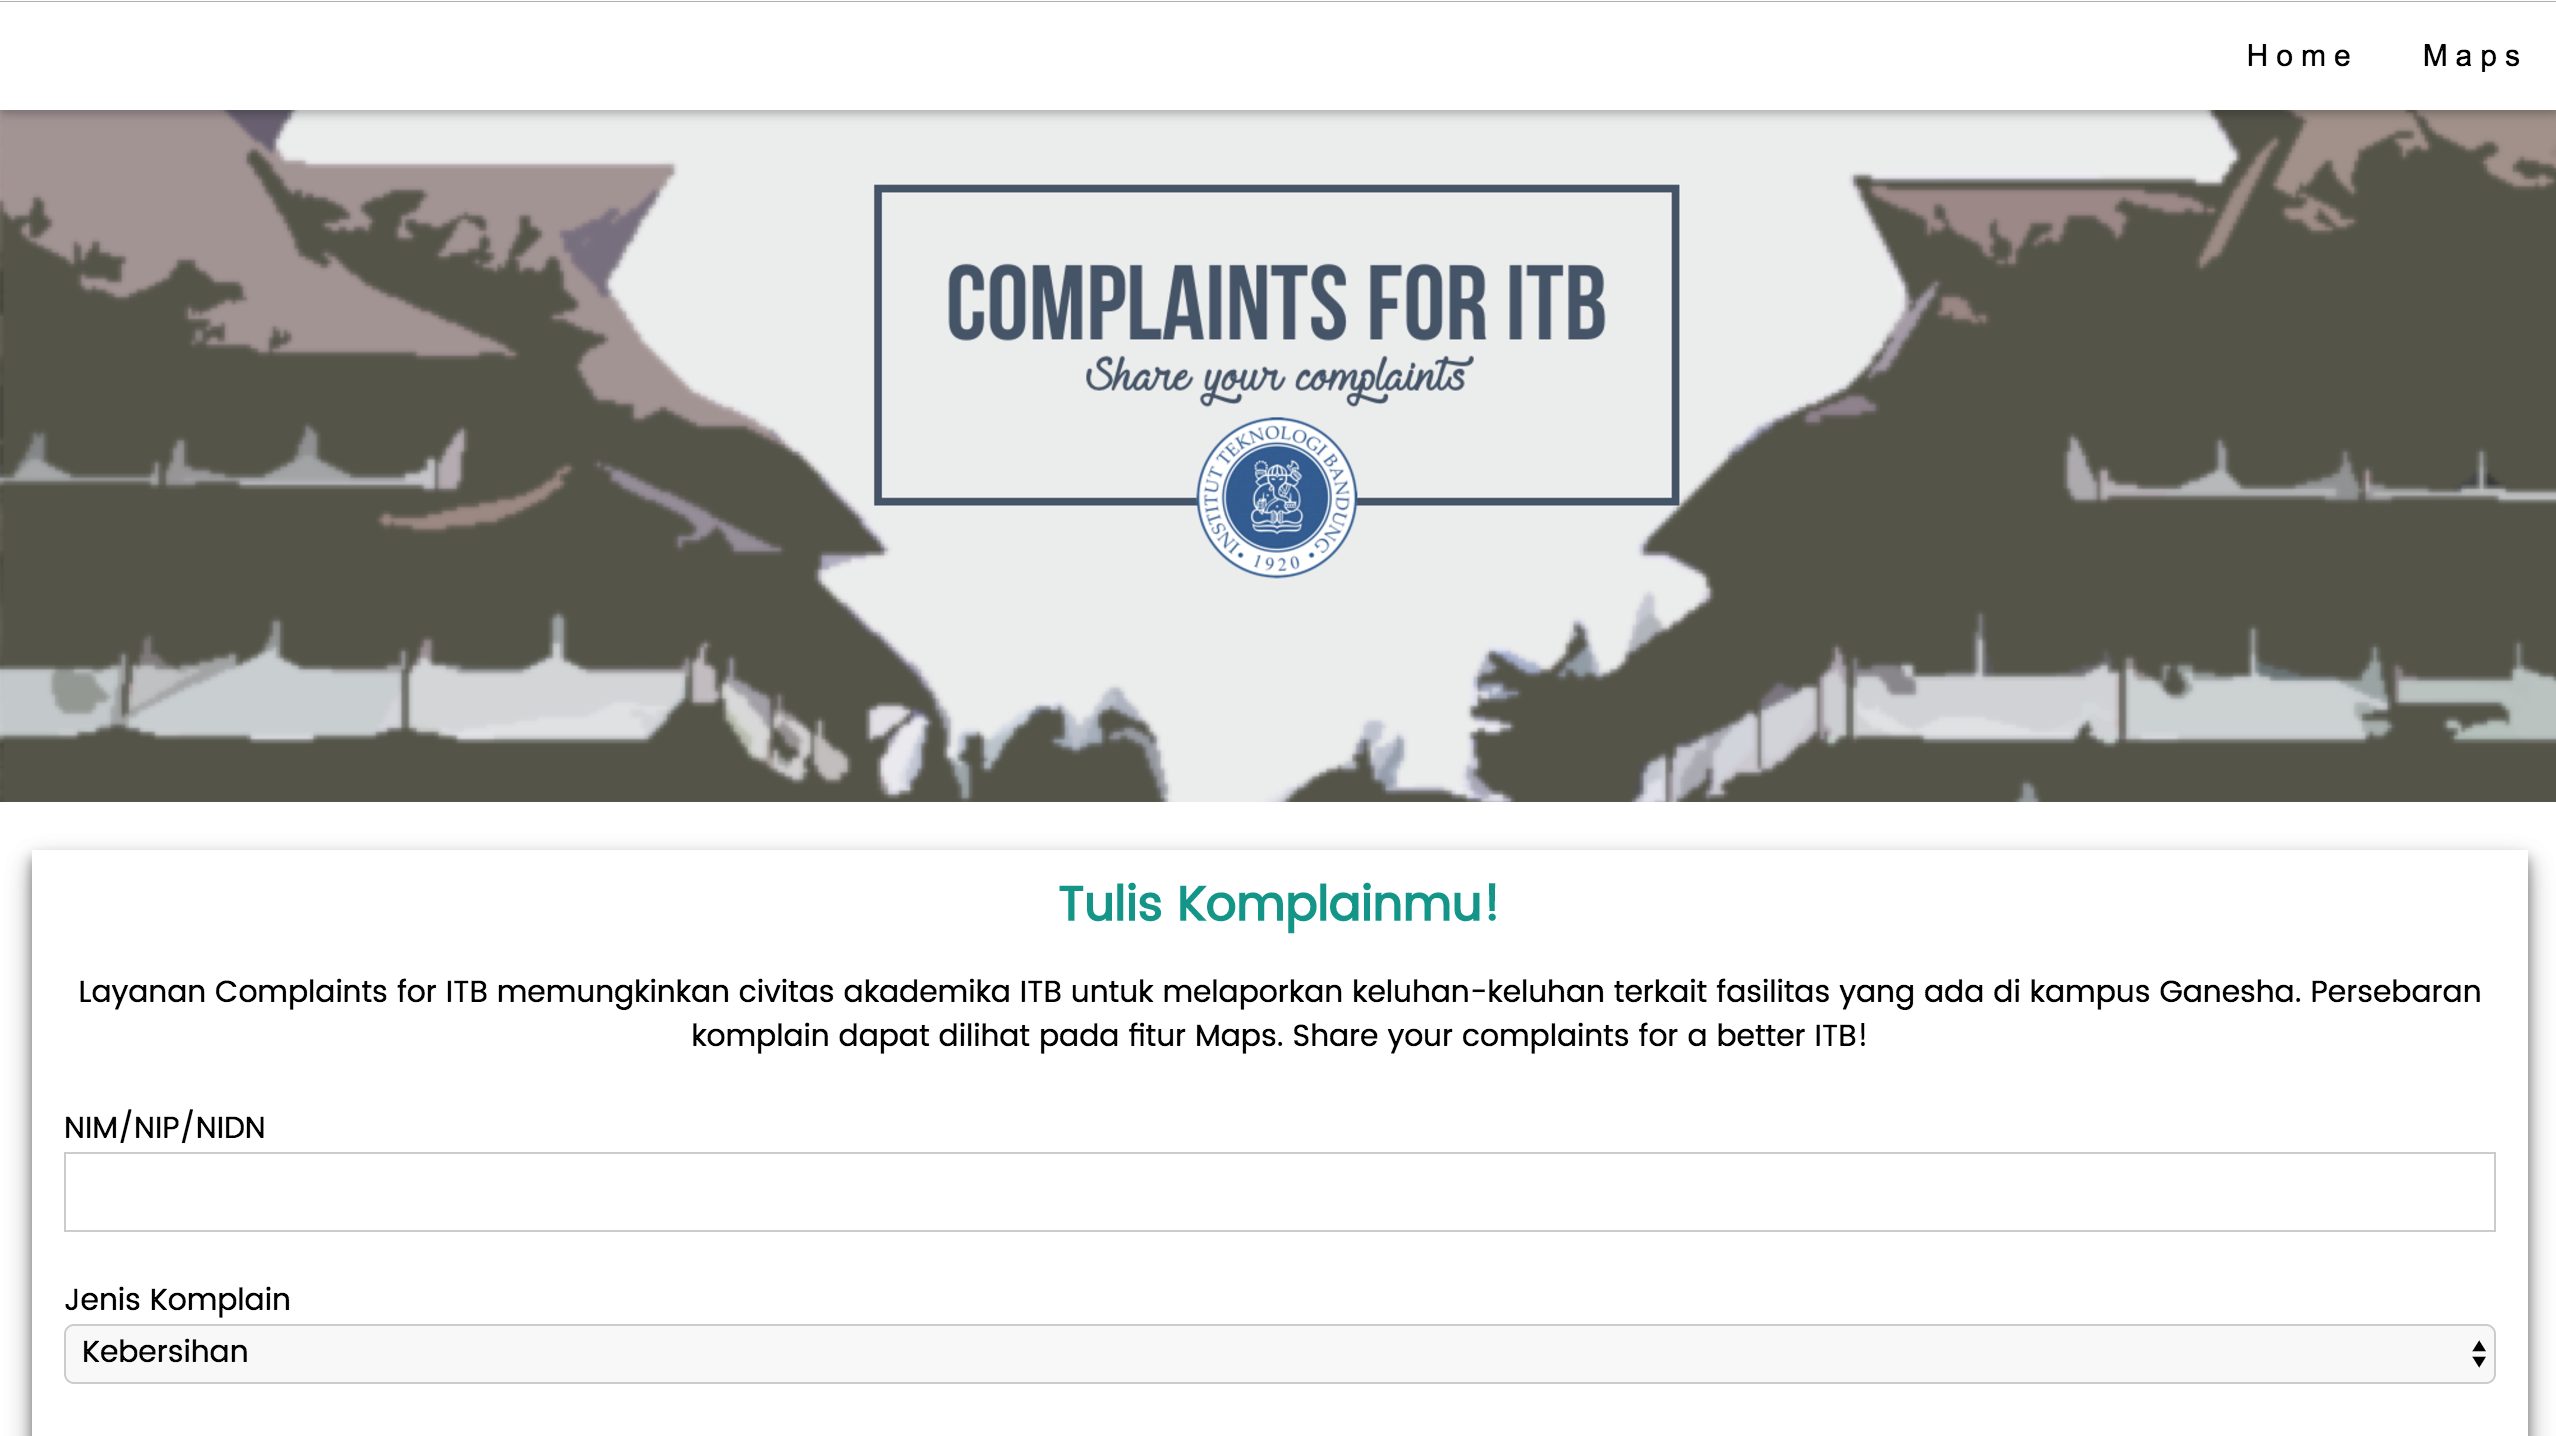 Home Maps
COMPLAINTS FOR ITB
Share your complaints
INSTITUT TEKNOLOGI BANDUNG
1920
Tulis Komplainmu!
Layanan Complaints for ITB memungkinkan civitas akademika ITB untuk melaporkan keluhan-keluhan terkait fasilitas yang ada di kampus Ganesha. Persebaran
komplain dapat dilihat pada fitur Maps. Share your complaints for a better ITB!
NIM/NIP/NIDN
Jenis Komplain
Kebersihan